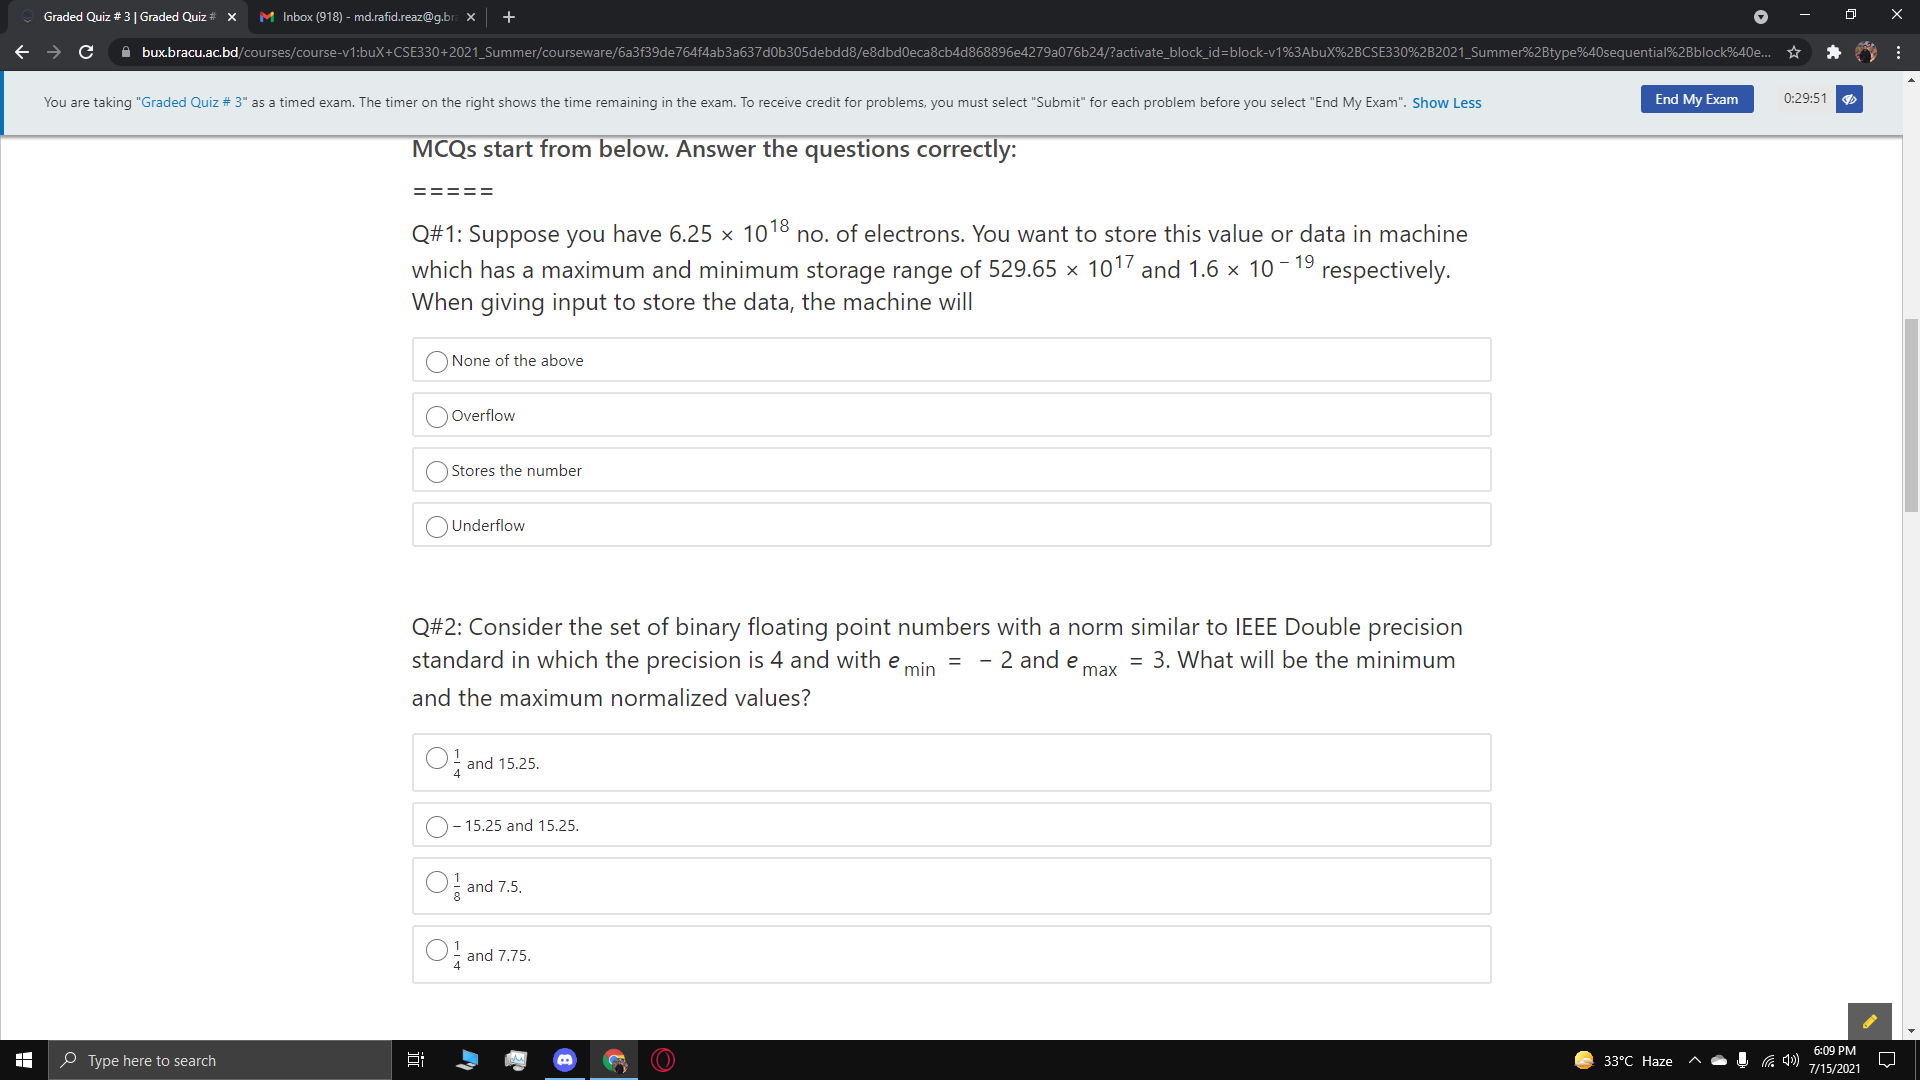 Graded Quiz # 3 | Graded Quiz #
Inbox (918) - md.rafid.reaz@g.br
bux.bracu.ac.bd/courses/course-v1:buX+CSE330+2021_Summer/courseware/6a3f39de764f4ab3a637d0b305debdd8/e8dbd0eca8cb4d868896e4279a076b24/?activate_block_id=block-v1%3AbuX%2BCSE330%2B2021_Summer%2Btype%40sequential%2Bblock%40e...
You are taking "Graded Quiz # 3" as a timed exam. The timer on the right shows the time remaining in the exam. To receive credit for problems, you must select "Submit" for each problem before you select "End My Exam". Show Less
End My Exam
0:29:51
MCQs start from below. Answer the questions correctly:
=====
Q#1: Suppose you have 6.25 × 10^18 no. of electrons. You want to store this value or data in machine
which has a maximum and minimum storage range of 529.65 × 10^17 and 1.6 × 10^−19 respectively.
When giving input to store the data, the machine will
None of the above
Overflow
Stores the number
Underflow
Q#2: Consider the set of binary floating point numbers with a norm similar to IEEE Double precision
standard in which the precision is 4 and with e_min = − 2 and e_max = 3. What will be the minimum
and the maximum normalized values?
1/4 and 15.25.
− 15.25 and 15.25.
1/8 and 7.5.
1/4 and 7.75.
Type here to search
33°C Haze
6:09 PM
7/15/2021